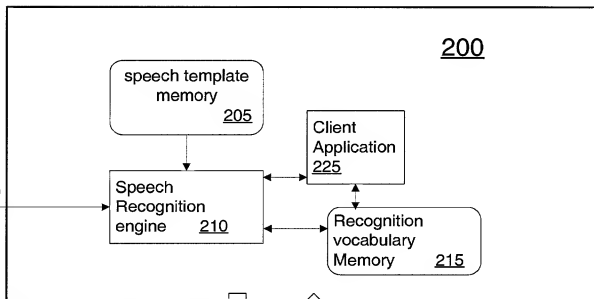 200
speech template
memory
205
Client
Application
225
Speech
Recognition
engine 210
Recognition
vocabulary
Memory 215